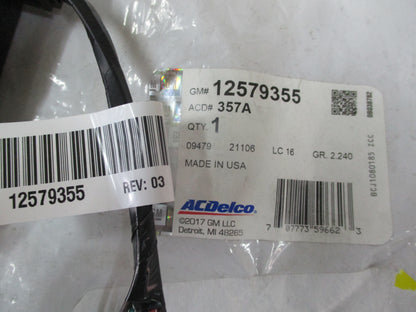 GM# 12579355
ACD# 357A
QTY. 1
09479 21106 LC 16 GR. 2.240
MADE IN USA
ACDelco
©2017 GM LLC
Detroit, MI 48265
7 07773 59662 3
12579355
REV: 03